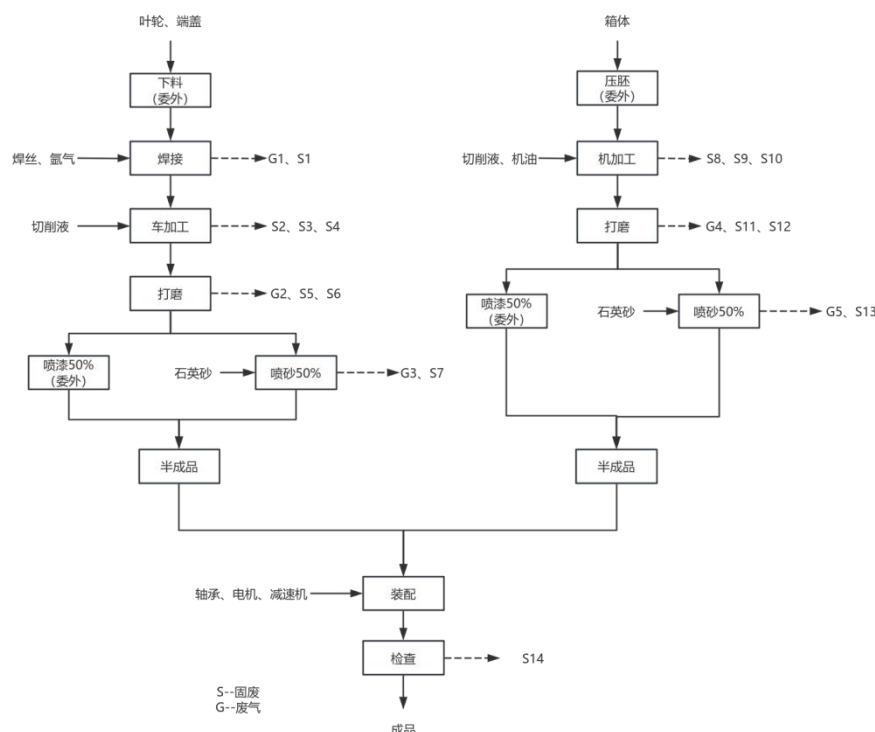 叶轮、端盖
箱体
下料
(委外)
压胚
(委外)
焊丝、氩气
焊接
G1、S1
切削液、机油
机加工
S8、S9、S10
切削液
车加工
S2、S3、S4
打磨
G4、S11、S12
打磨
G2、S5、S6
喷漆50%
(委外)
石英砂
喷砂50%
G5、S13
喷漆50%
(委外)
石英砂
喷砂50%
G3、S7
半成品
半成品
轴承、电机、减速机
装配
检查
S14
S--固废
G--废气
成品